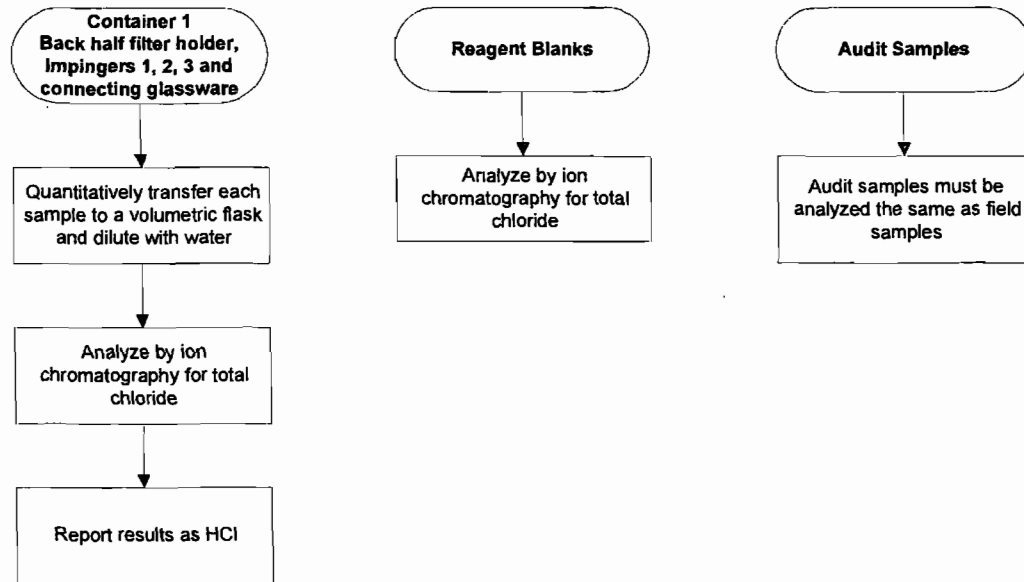 Container 1
Back half filter holder,
Impingers 1, 2, 3 and
connecting glassware
Quantitatively transfer each
sample to a volumetric flask
and dilute with water
Analyze by ion
chromatography for total
chloride
Report results as HCl
Reagent Blanks
Analyze by ion
chromatography for total
chloride
Audit Samples
Audit samples must be
analyzed the same as field
samples